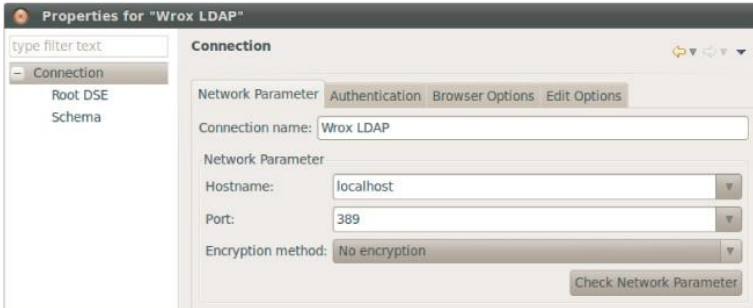 Properties for "Wrox LDAP"
type filter text
Connection
Root DSE
Schema
Connection
Network Parameter Authentication Browser Options Edit Options
Connection name: Wrox LDAP
Network Parameter
Hostname: localhost
Port: 389
Encryption method: No encryption
Check Network Parameter